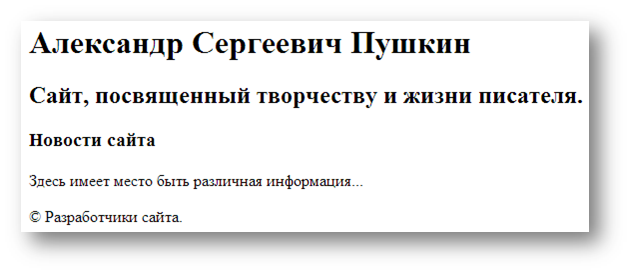 Александр Сергеевич Пушкин
Сайт, посвященный творчеству и жизни писателя.
Новости сайта
Здесь имеет место быть различная информация...
© Разработчики сайта.